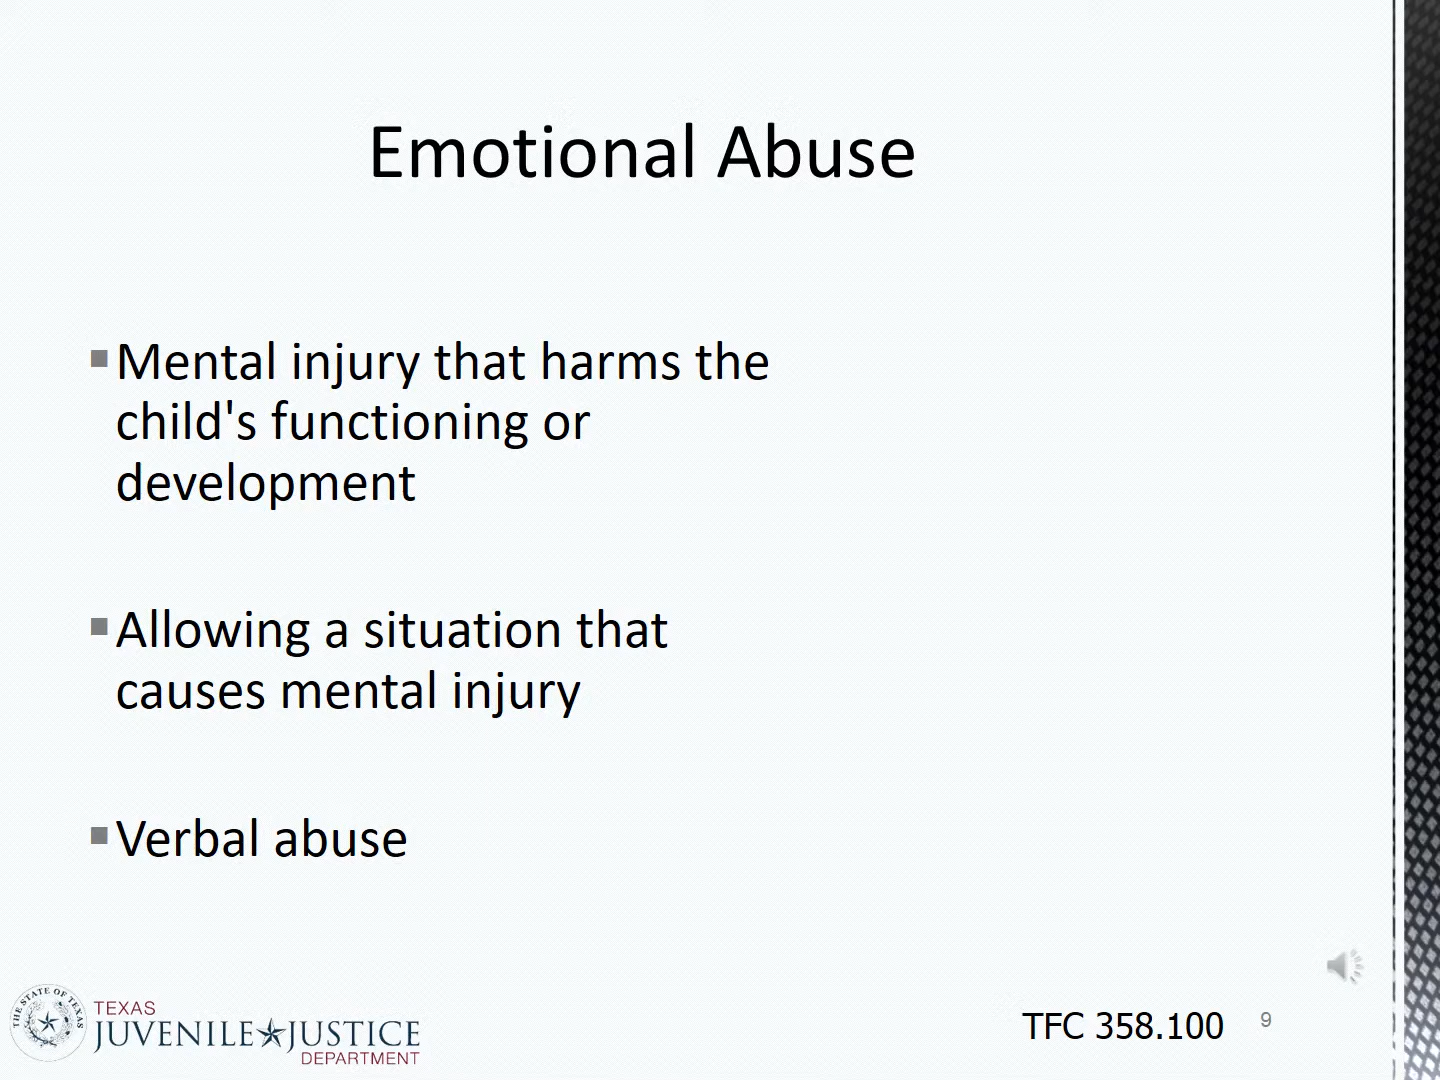 Emotional Abuse
Mental injury that harms the
child's functioning or
development
Allowing a situation that
causes mental injury
Verbal abuse
THE STATE OF TEXAS
TEXAS
JUVENILE JUSTICE
DEPARTMENT
TFC 358.100
9